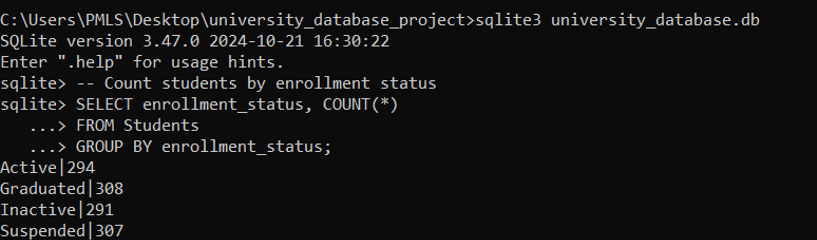 C:\Users\PMLS\Desktop\university_database_project>sqlite3 university_database.db
SQLite version 3.47.0 2024-10-21 16:30:22
Enter ".help" for usage hints.
sqlite> -- Count students by enrollment status
sqlite> SELECT enrollment_status, COUNT(*)
   ...> FROM Students
   ...> GROUP BY enrollment_status;
Active|294
Graduated|308
Inactive|291
Suspended|307